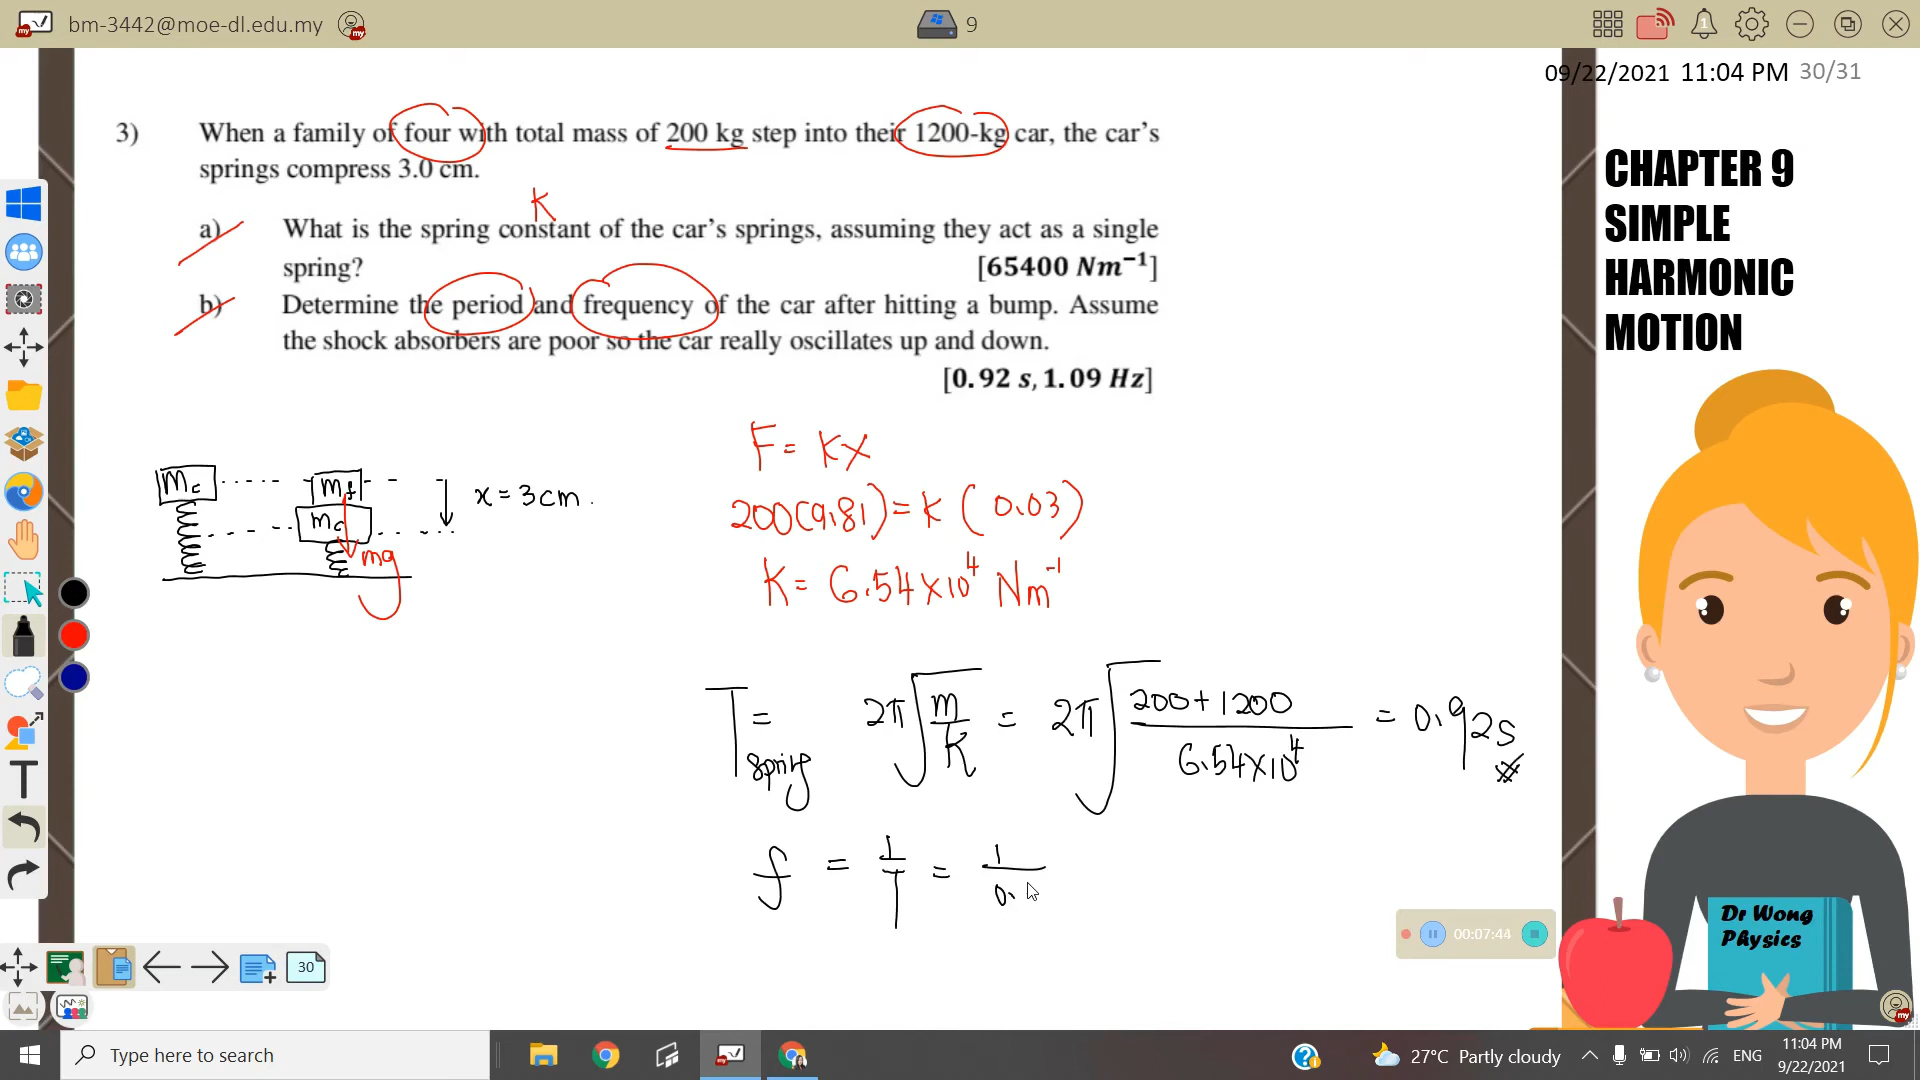 bm-3442@moe-dl.edu.my
9
1
09/22/2021 11:04 PM 30/31
3) When a family of four with total mass of 200 kg step into their 1200-kg car, the car's
springs compress 3.0 cm.
K
a) What is the spring constant of the car's springs, assuming they act as a single
spring? [65400 Nm⁻¹]
b) Determine the period and frequency of the car after hitting a bump. Assume
the shock absorbers are poor so the car really oscillates up and down.
[0.92 s, 1.09 Hz]
CHAPTER 9
SIMPLE
HARMONIC
MOTION
F = Kx
mc
mf
mc
x = 3cm.
mg
200(9.81) = K (0.03)
K = 6.54×10⁴ Nm⁻¹
Tspring = 2π√(m/K) = 2π√((200+1200)/(6.54×10⁴)) = 0.92s
f = 1/T = 1/0.
Dr Wong
Physics
00:07:44
T
30
Type here to search
27°C Partly cloudy
ENG
11:04 PM
9/22/2021